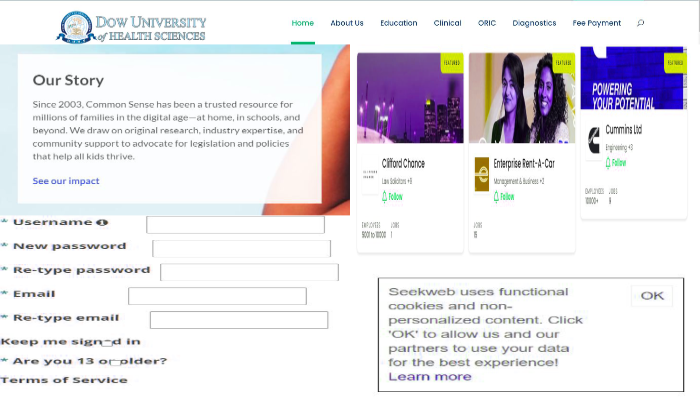 DOW UNIVERSITY
of HEALTH SCIENCES
Home About Us Education Clinical ORIC Diagnostics Fee Payment
Our Story
Since 2003, Common Sense has been a trusted resource for
millions of families in the digital age—at home, in schools, and
beyond. We draw on original research, industry expertise, and
community support to advocate for legislation and policies
that help all kids thrive.
See our impact
FEATURED
Clifford Chance
Law Solicitors +6
Follow
EMPLOYEES JOBS
5001 to 10000 1
FEATURED
Enterprise Rent-A-Car
Management & Business +3
Follow
JOBS
15
FEATURED
POWERING
YOUR POTENTIAL
Cummins Ltd
Engineering +3
Follow
EMPLOYEES JOBS
10000+ 9
* Username
* New password
* Re-type password
* Email
* Re-type email
Keep me signed in
* Are you 13 or older?
Terms of Service
Seekweb uses functional
cookies and non-
personalized content. Click
'OK' to allow us and our
partners to use your data
for the best experience!
Learn more
OK